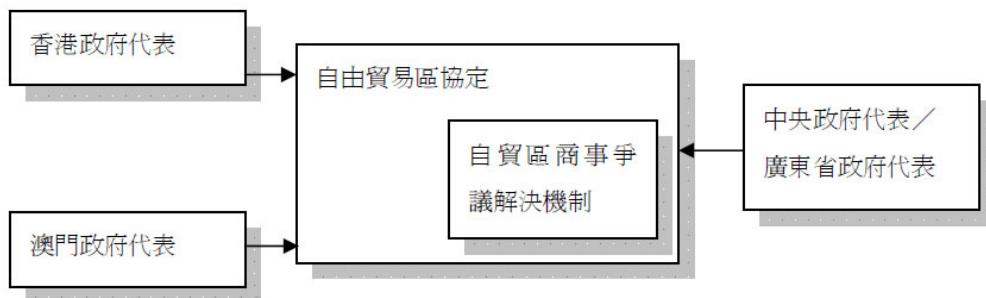 香港政府代表
自由貿易區協定
中央政府代表／
廣東省政府代表
自貿區商事爭
議解決機制
澳門政府代表